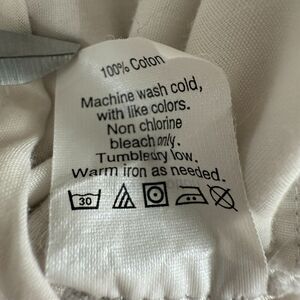 100% Coton
Machine wash cold,
with like colors.
Non chlorine
bleach only.
Tumbledry low.
Warm iron as needed.
30